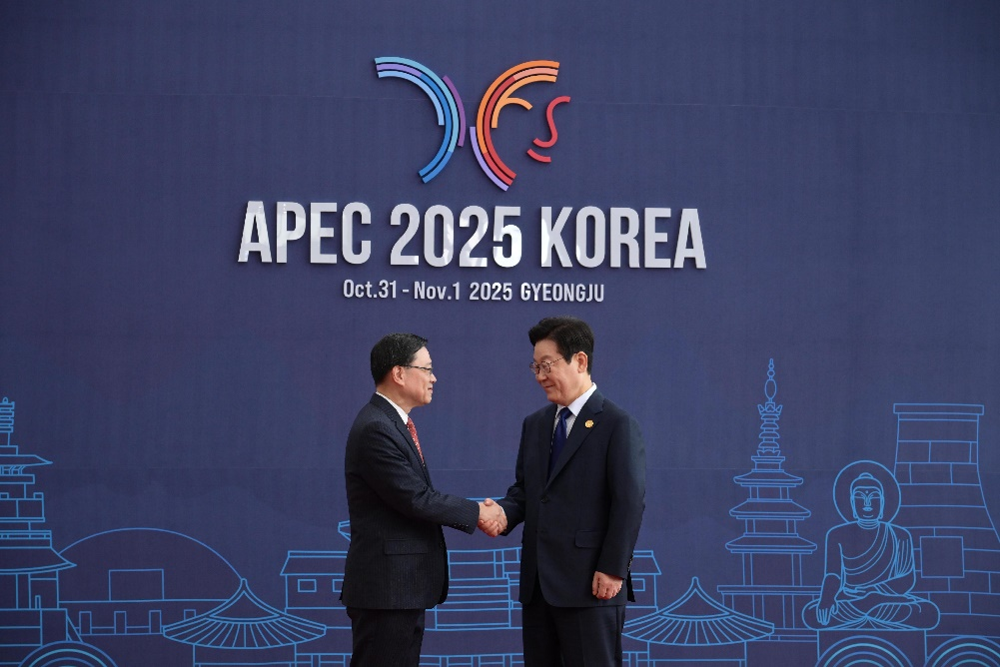 APEC 2025 KOREA
Oct.31 - Nov.1 2025 GYEONGJU